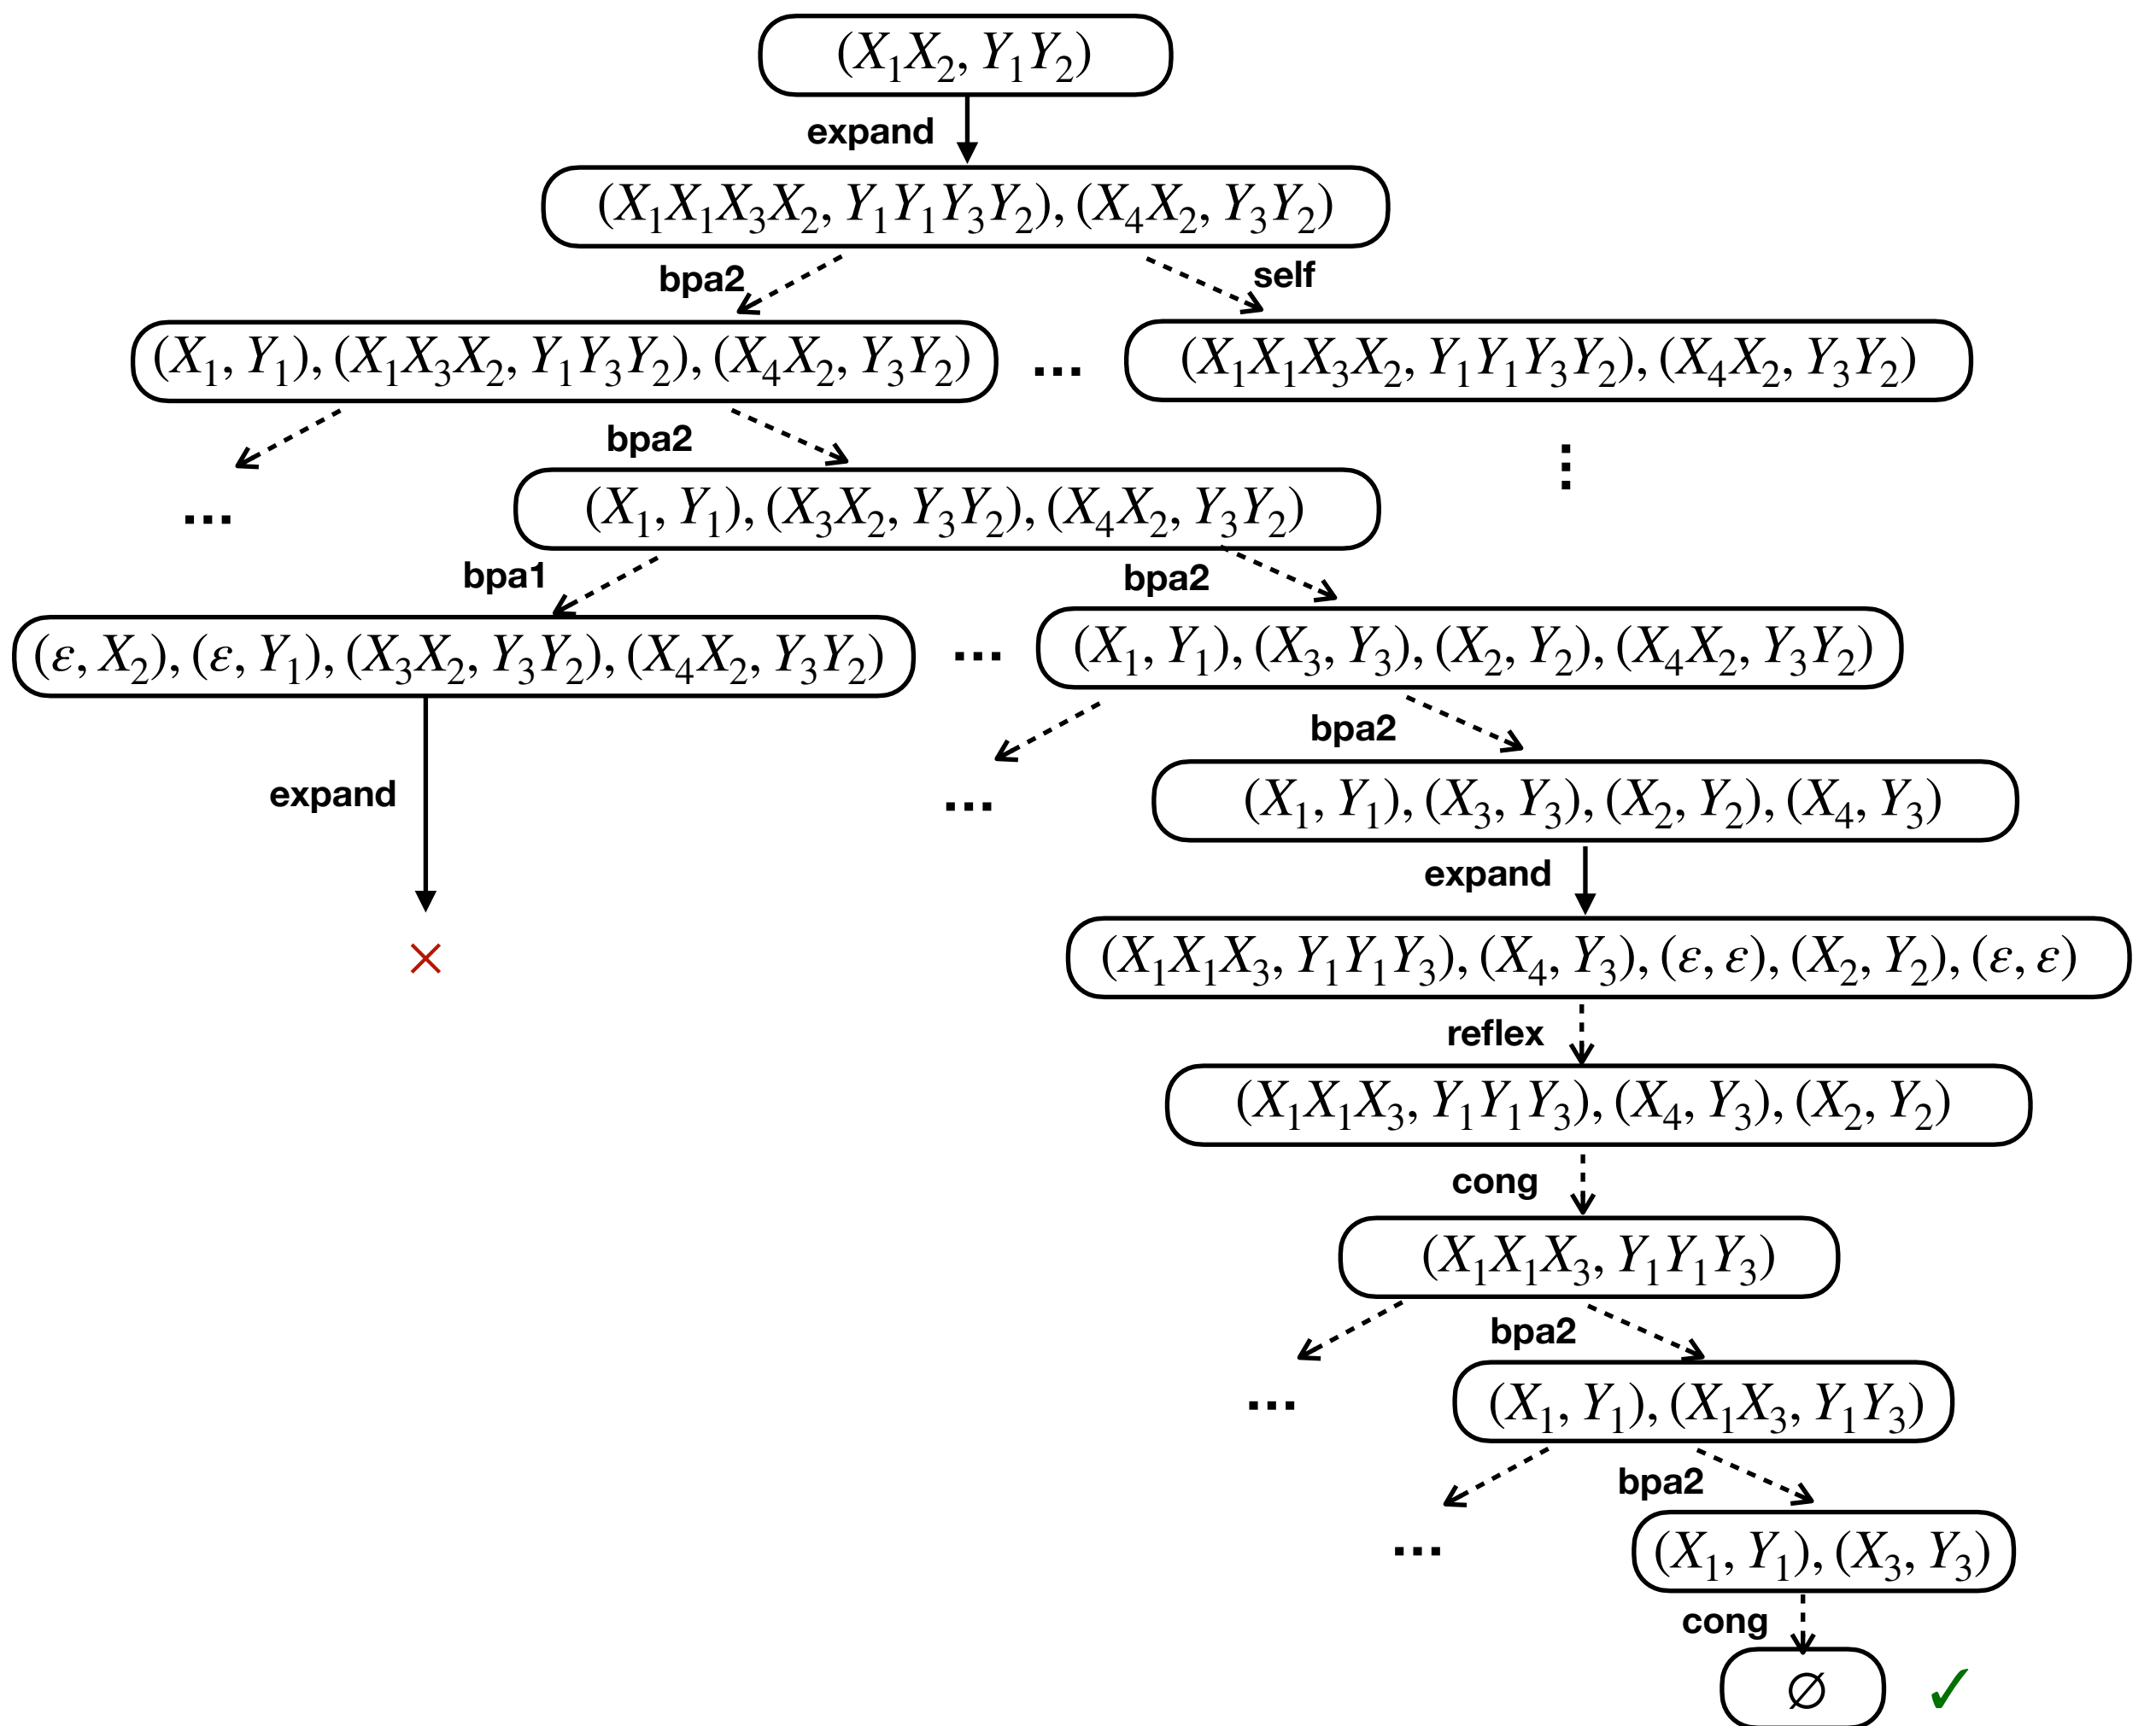 (X₁X₂, Y₁Y₂)
expand
(X₁X₁X₃X₂, Y₁Y₁Y₃Y₂), (X₄X₂, Y₃Y₂)
bpa2
self
(X₁, Y₁), (X₁X₃X₂, Y₁Y₃Y₂), (X₄X₂, Y₃Y₂)
...
(X₁X₁X₃X₂, Y₁Y₁Y₃Y₂), (X₄X₂, Y₃Y₂)
bpa2
⋮
...
(X₁, Y₁), (X₃X₂, Y₃Y₂), (X₄X₂, Y₃Y₂)
bpa1
bpa2
(ε, X₂), (ε, Y₁), (X₃X₂, Y₃Y₂), (X₄X₂, Y₃Y₂)
...
(X₁, Y₁), (X₃, Y₃), (X₂, Y₂), (X₄X₂, Y₃Y₂)
bpa2
expand
...
(X₁, Y₁), (X₃, Y₃), (X₂, Y₂), (X₄, Y₃)
expand
×
(X₁X₁X₃, Y₁Y₁Y₃), (X₄, Y₃), (ε, ε), (X₂, Y₂), (ε, ε)
reflex
(X₁X₁X₃, Y₁Y₁Y₃), (X₄, Y₃), (X₂, Y₂)
cong
(X₁X₁X₃, Y₁Y₁Y₃)
bpa2
...
(X₁, Y₁), (X₁X₃, Y₁Y₃)
bpa2
...
(X₁, Y₁), (X₃, Y₃)
cong
∅ ✓